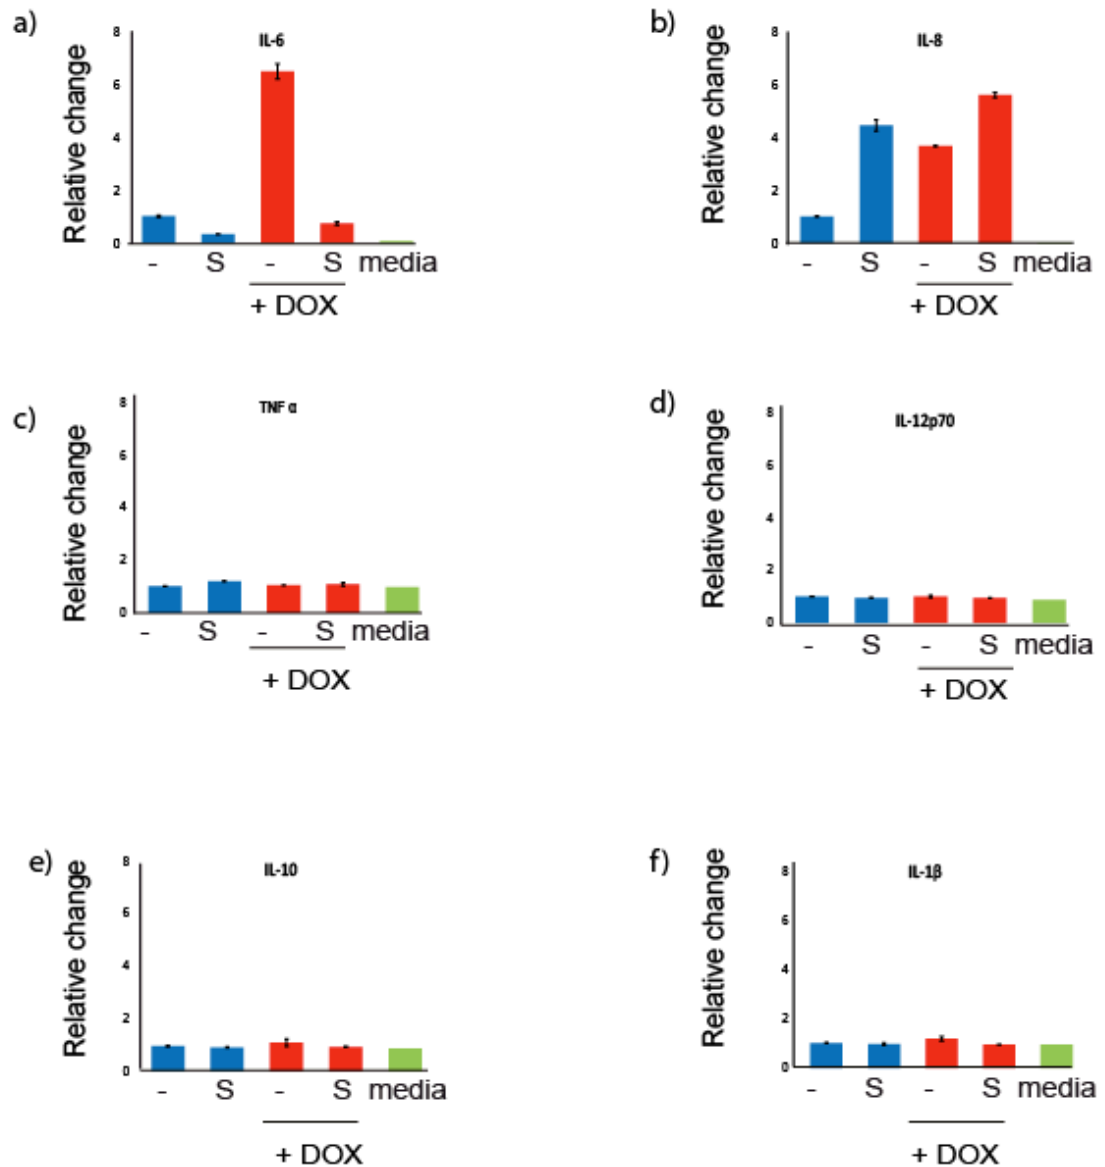 a)
IL-6
Relative change
8
6
4
2
0
- S - S media
+ DOX
b)
IL-8
Relative change
8
6
4
2
0
- S - S media
+ DOX
c)
TNF α
Relative change
8
6
4
2
0
- S - S media
+ DOX
d)
IL-12p70
Relative change
8
6
4
2
0
- S - S media
+ DOX
e)
IL-10
Relative change
8
6
4
2
0
- S - S media
+ DOX
f)
IL-1β
Relative change
8
6
4
2
0
- S - S media
+ DOX